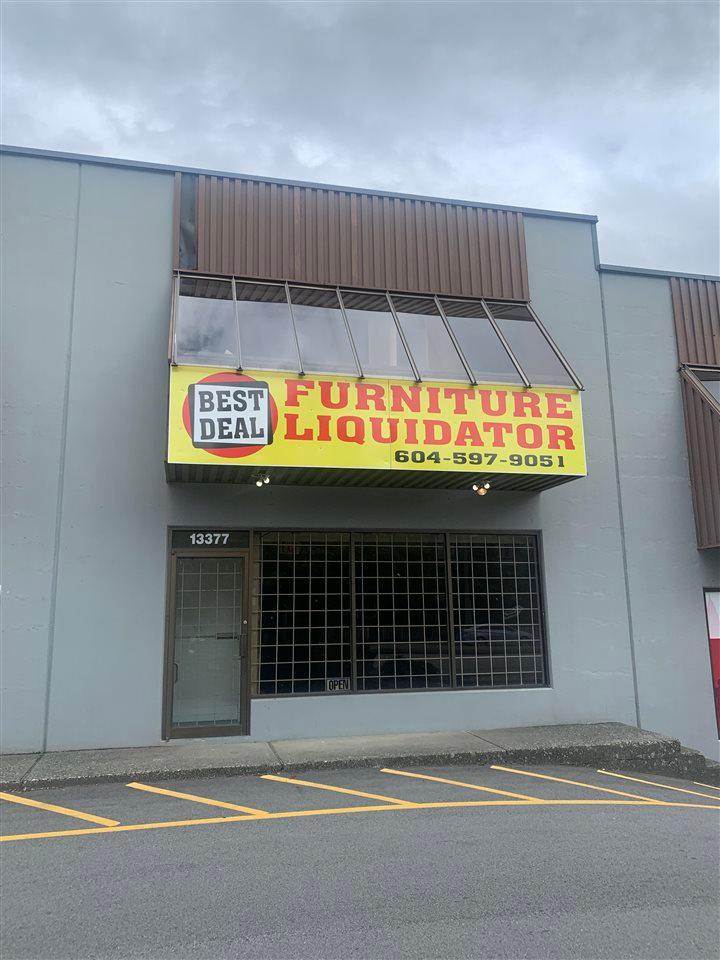 BEST
DEAL
FURNITURE
LIQUIDATOR
604-597-9051
13377
OPEN